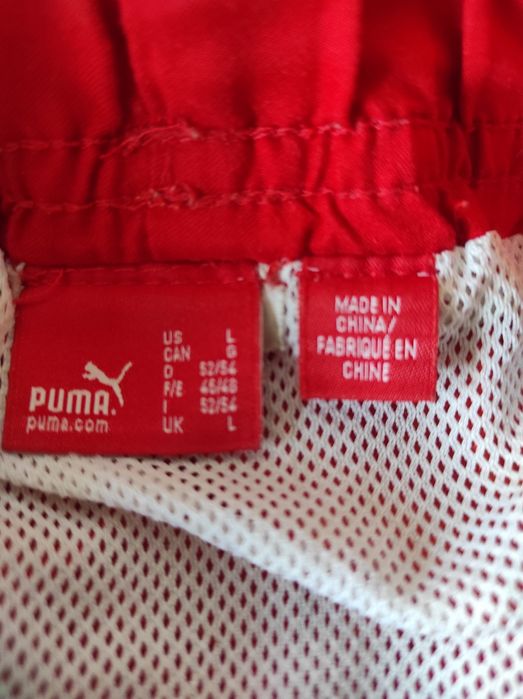 PUMA
puma.com
US L
CAN G
D 52/54
F/E 46/48
I 52/54
UK L
MADE IN
CHINA/
FABRIQUÉ EN
CHINE